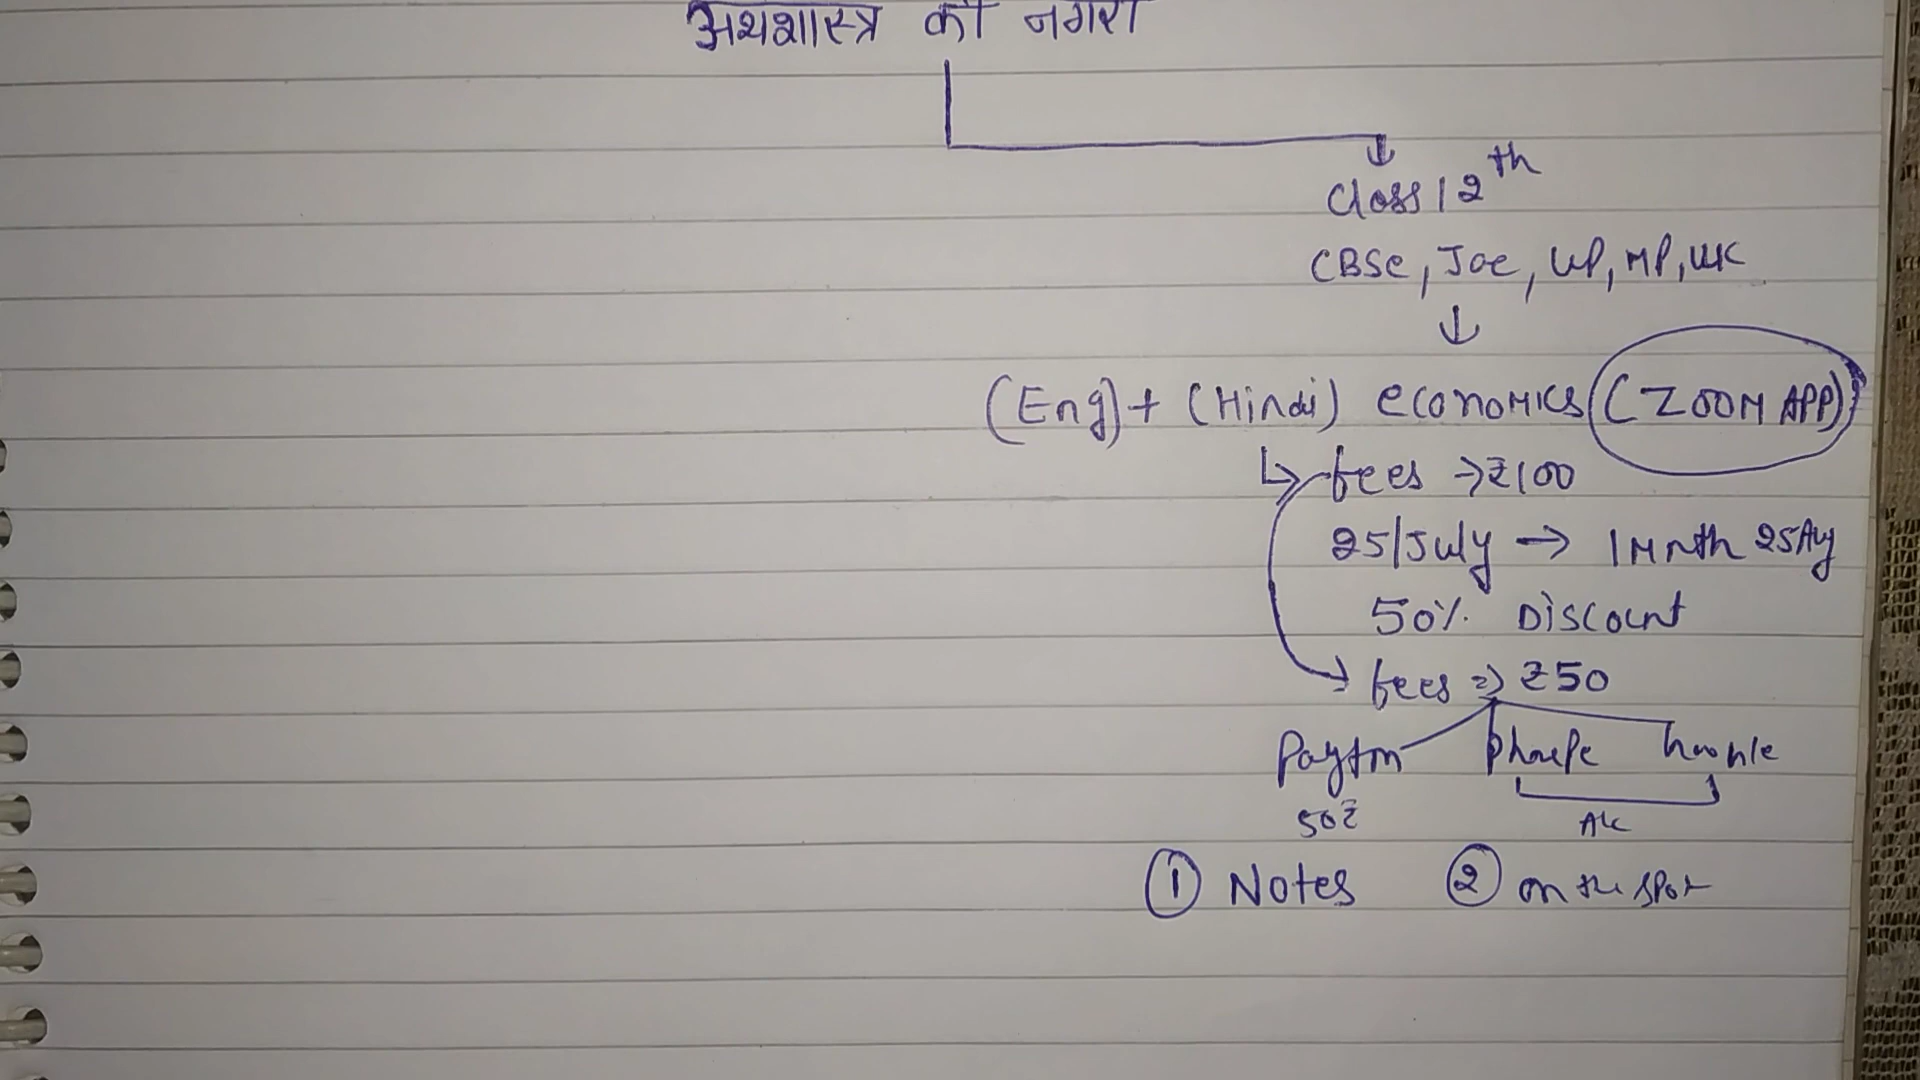 अर्थशास्त्र की नगरी
Class 12th
CBSE, Jac, UP, MP, UK
(Eng) + (Hindi) economics (ZOOM APP)
fees → ₹100
25/July → 1 Mnth 25 Aug
50% Discount
fees ⇒ ₹50
Paytm PhonePe
50₹
① Notes ② on the spot